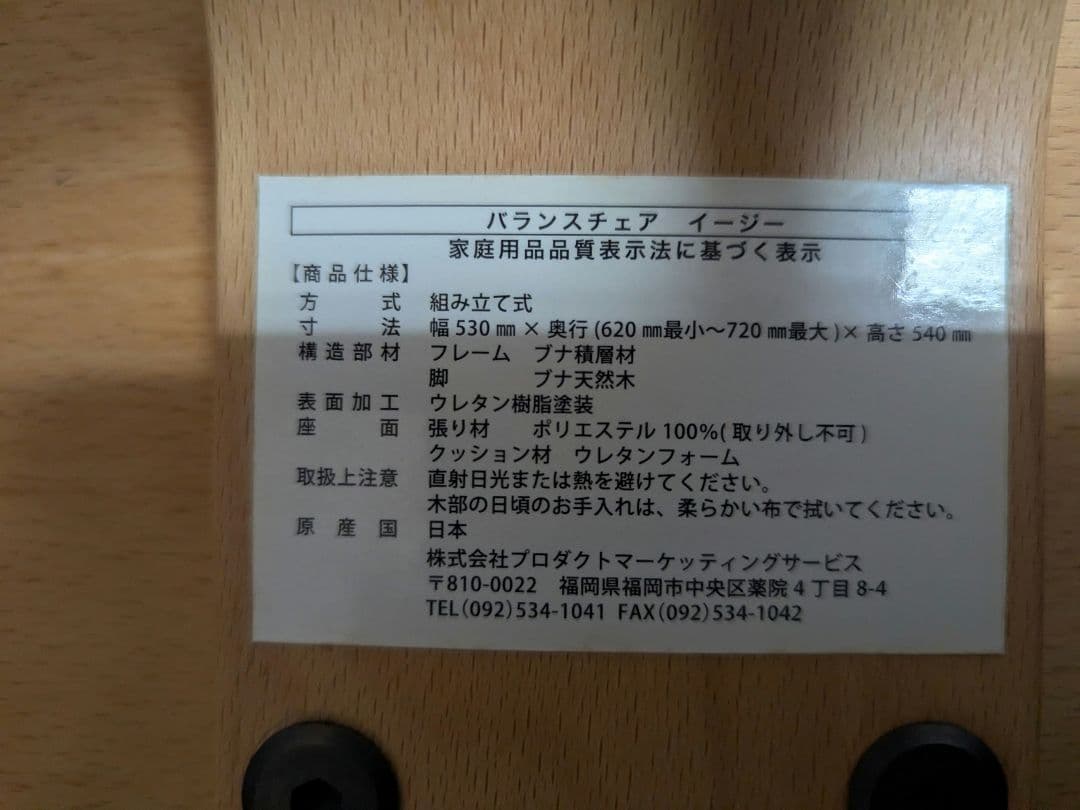 バランスチェア イージー
家庭用品品質表示法に基づく表示
【商品仕様】
方式 組み立て式
寸法 幅 530 ㎜ × 奥行 (620 ㎜最小～720 ㎜最大 )× 高さ 540 ㎜
構造部材 フレーム ブナ積層材
脚 ブナ天然木
表面加工 ウレタン樹脂塗装
座面 張り材 ポリエステル 100%( 取り外し不可 )
クッション材 ウレタンフォーム
取扱上注意 直射日光または熱を避けてください。
木部の日頃のお手入れは、柔らかい布で拭いてください。
原産国 日本
株式会社プロダクトマーケッティングサービス
〒810-0022 福岡県福岡市中央区薬院 4 丁目 8-4
TEL(092)534-1041 FAX(092)534-1042